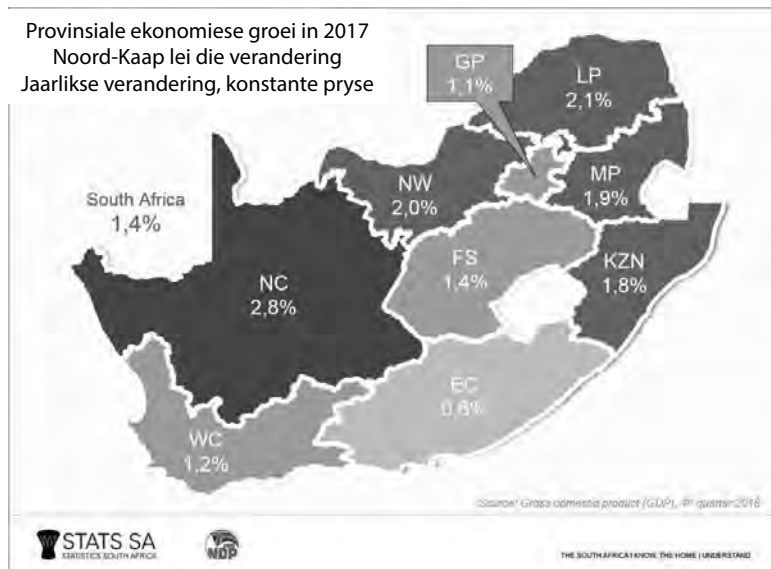 Provinsiale ekonomiese groei in 2017
Noord-Kaap lei die verandering
Jaarlikse verandering, konstante pryse
GP
1,1%
LP
2,1%
NW
2,0%
MP
1,9%
South Africa
1,4%
FS
1,4%
KZN
1,8%
NC
2,8%
EC
0,6%
WC
1,2%
Source: Gross domestic product (GDP), 4th quarter 2018
STATS SA
STATISTICS SOUTH AFRICA
NDP
THE SOUTH AFRICA I KNOW, THE HOME I UNDERSTAND